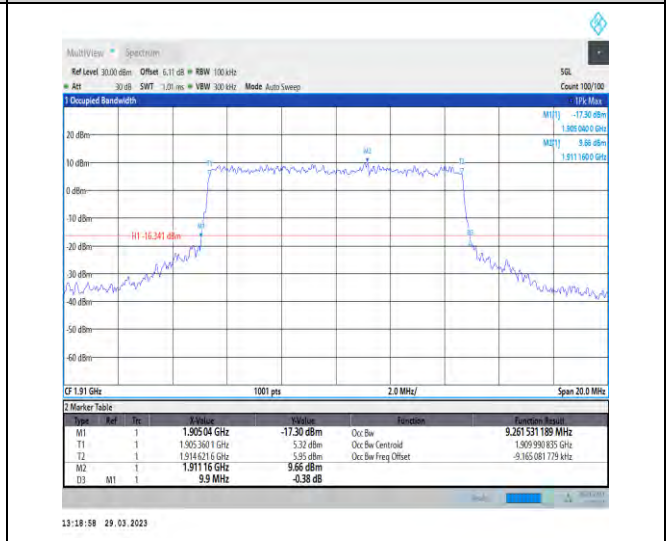 MultiView Spectrum
Ref Level 30.00 dBm Offset 6.11 dB RBW 100 kHz SGL
Att 30 dB SWT 1.01 ms VBW 300 kHz Mode Auto Sweep Count 100/100
1 Occupied Bandwidth 1Pk Max
M1[1] -17.30 dBm
1.905 040 0 GHz
M2[1] 9.66 dBm
1.911 160 0 GHz
20 dBm
M2
10 dBm
T1 T2
0 dBm
-10 dBm
M1
H1 -16.341 dBm
-20 dBm
-30 dBm
-40 dBm
-50 dBm
-60 dBm
CF 1.91 GHz 1001 pts 2.0 MHz/ Span 20.0 MHz
2 Marker Table
Type Ref Trc X-Value Y-Value Function Function Result
M1 1 1.905 04 GHz -17.30 dBm Occ Bw 9.261 531 189 MHz
T1 1 1.905 360 1 GHz 5.32 dBm Occ Bw Centroid 1.909 990 835 GHz
T2 1 1.914 621 6 GHz 5.95 dBm Occ Bw Freq Offset -9.165 081 779 kHz
M2 1 1.911 16 GHz 9.66 dBm
D3 M1 1 9.9 MHz -0.38 dB
13:18:58 29.03.2023